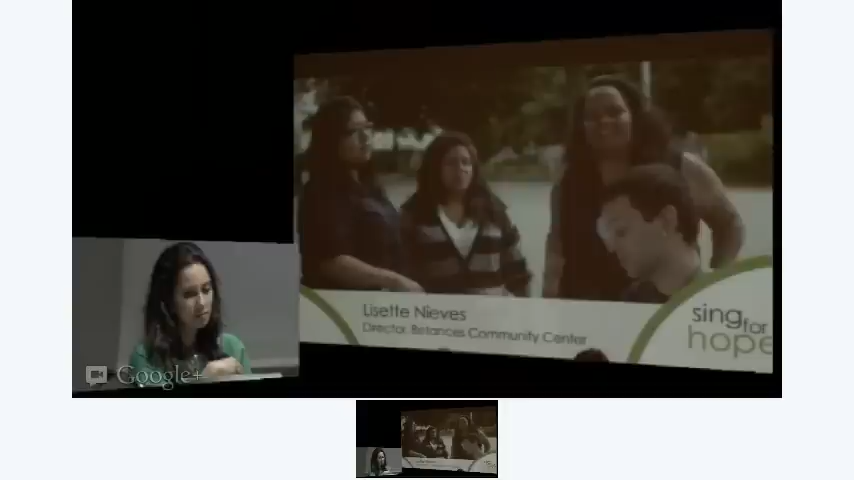 Lisette Nieves
Director, Betances Community Center
sing for
hope
Google+